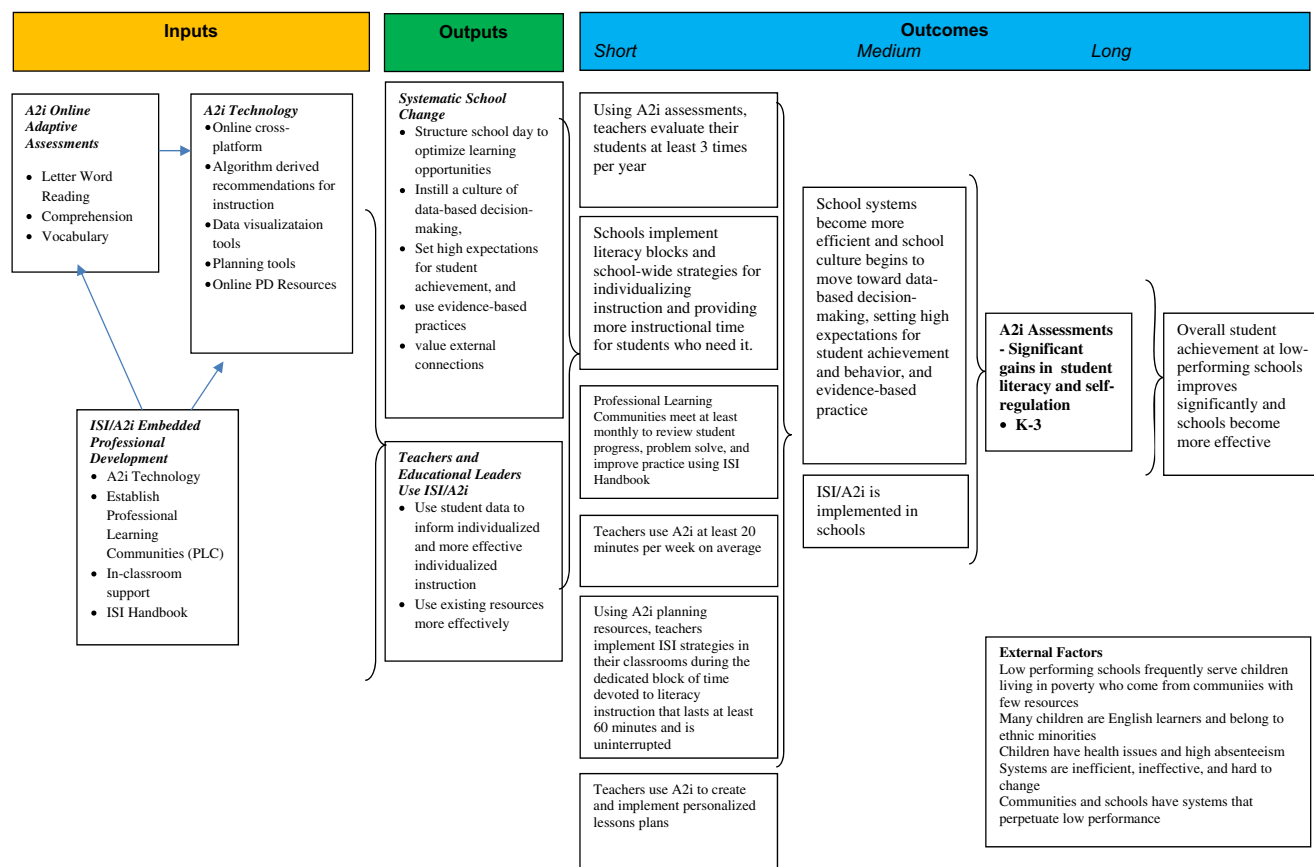 Inputs
Outputs
Outcomes
Short
Medium
Long
A2i Online
Adaptive
Assessments
• Letter Word
Reading
• Comprehension
• Vocabulary
A2i Technology
•Online cross-
platform
•Algorithm derived
recommendations for
instruction
•Data visualizataion
tools
•Planning tools
•Online PD Resources
ISI/A2i Embedded
Professional
Development
• A2i Technology
• Establish
Professional
Learning
Communities (PLC)
• In-classroom
support
• ISI Handbook
Systematic School
Change
• Structure school day to
optimize learning
opportunities
• Instill a culture of
data-based decision-
making,
• Set high expectations
for student
achievement, and
• use evidence-based
practices
• value external
connections
Teachers and
Educational Leaders
Use ISI/A2i
• Use student data to
inform individualized
and more effective
individualized
instruction
• Use existing resources
more effectively
Using A2i assessments,
teachers evaluate their
students at least 3 times
per year
Schools implement
literacy blocks and
school-wide strategies for
individualizing
instruction and providing
more instructional time
for students who need it.
Professional Learning
Communities meet at least
monthly to review student
progress, problem solve, and
improve practice using ISI
Handbook
Teachers use A2i at least 20
minutes per week on average
Using A2i planning
resources, teachers
implement ISI strategies in
their classrooms during the
dedicated block of time
devoted to literacy
instruction that lasts at least
60 minutes and is
uninterrupted
Teachers use A2i to create
and implement personalized
lessons plans
School systems
become more
efficient and school
culture begins to
move toward data-
based decision-
making, setting high
expectations for
student achievement
and behavior, and
evidence-based
practice
ISI/A2i is
implemented in
schools
A2i Assessments
- Significant
gains in student
literacy and self-
regulation
• K-3
Overall student
achievement at low-
performing schools
improves
significantly and
schools become
more effective
External Factors
Low performing schools frequently serve children
living in poverty who come from communiies with
few resources
Many children are English learners and belong to
ethnic minorities
Children have health issues and high absenteeism
Systems are inefficient, ineffective, and hard to
change
Communities and schools have systems that
perpetuate low performance